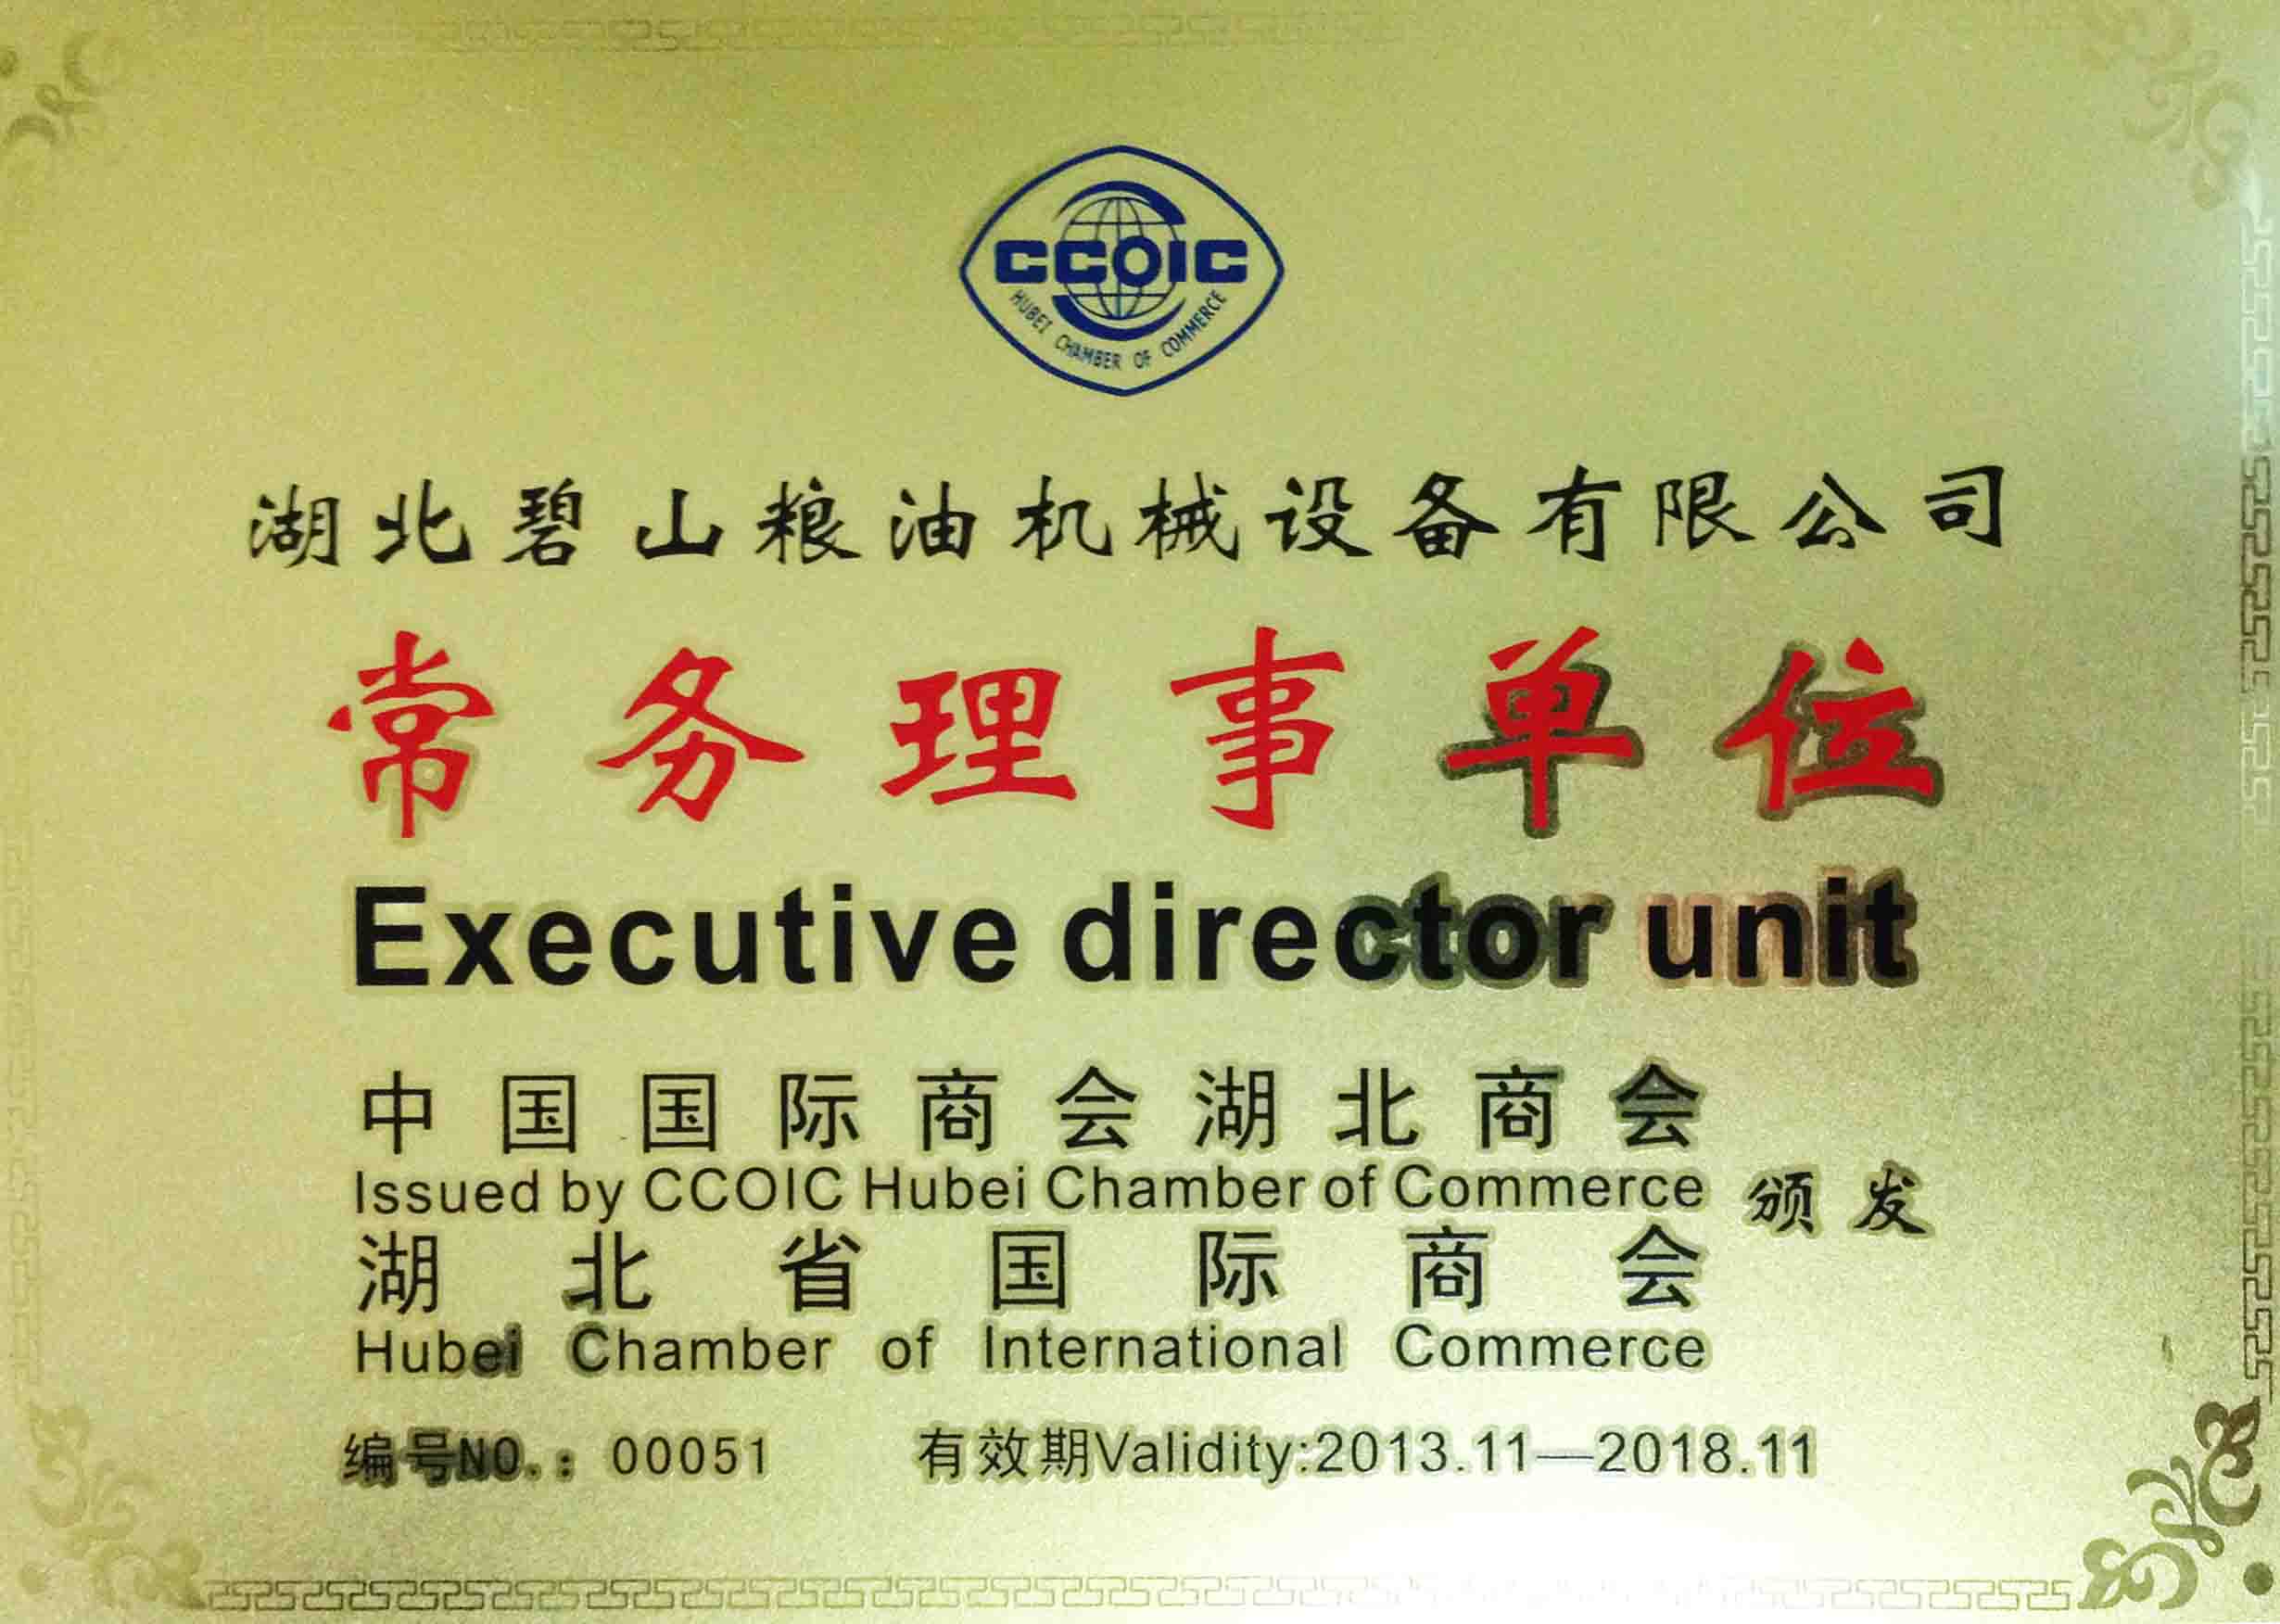 CCOIC
HUBEI CHAMBER OF COMMERCE
湖北碧山粮油机械设备有限公司
常务理事单位
Executive director unit
中国国际商会湖北商会
Issued by CCOIC Hubei Chamber of Commerce
颁发
湖北省国际商会
Hubei Chamber of International Commerce
编号NO.：00051 有效期Validity:2013.11—2018.11